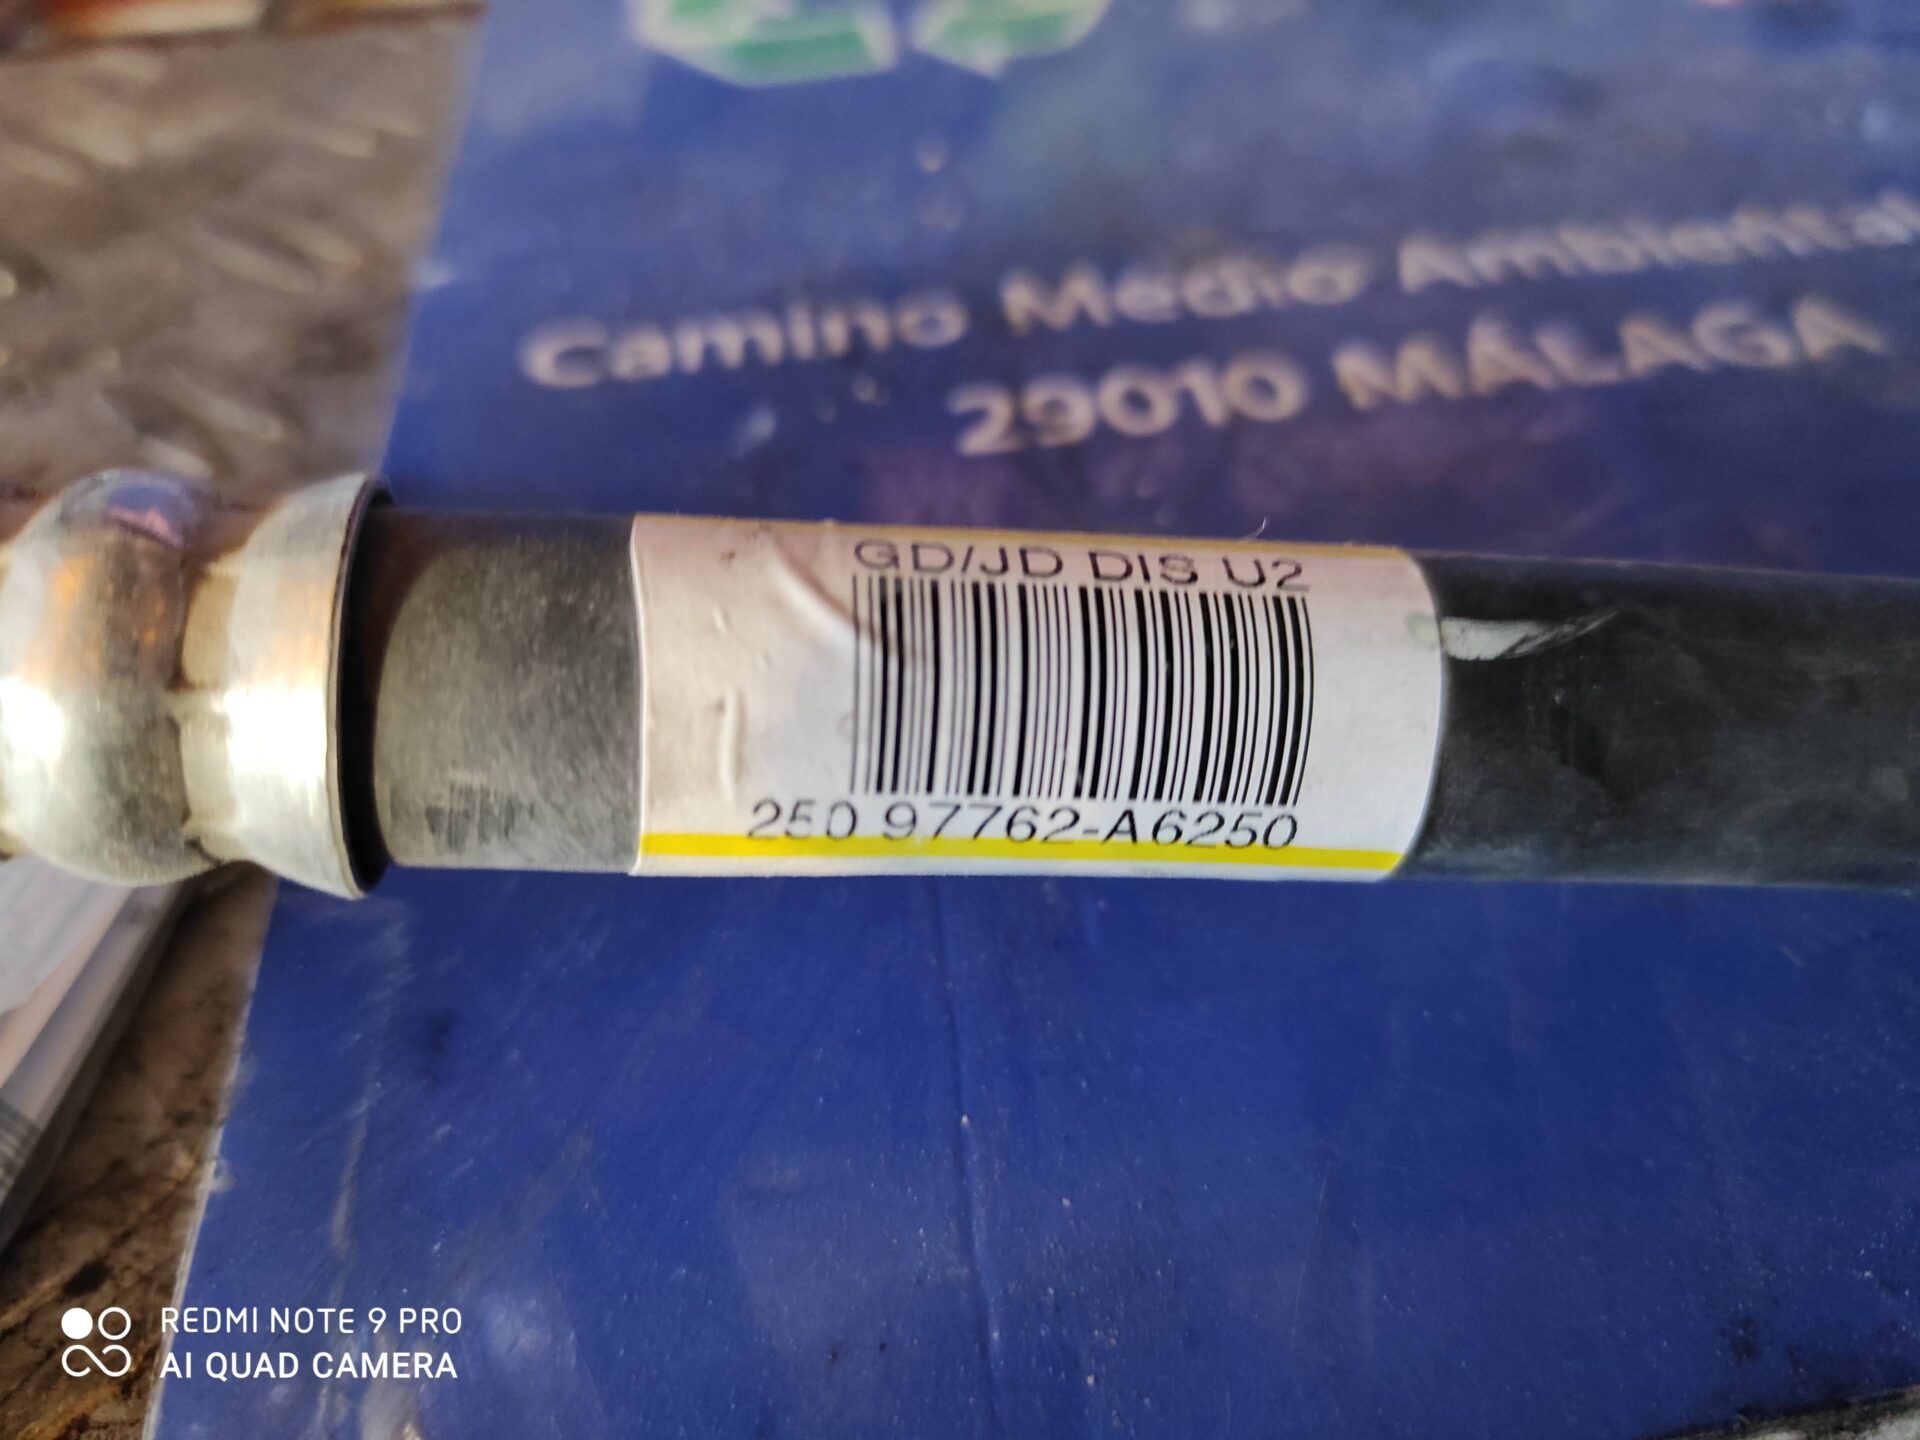 Camino Medio Ambiental
29010 MÁLAGA
GD/JD DIS U2
250 97762-A6250
REDMI NOTE 9 PRO
AI QUAD CAMERA